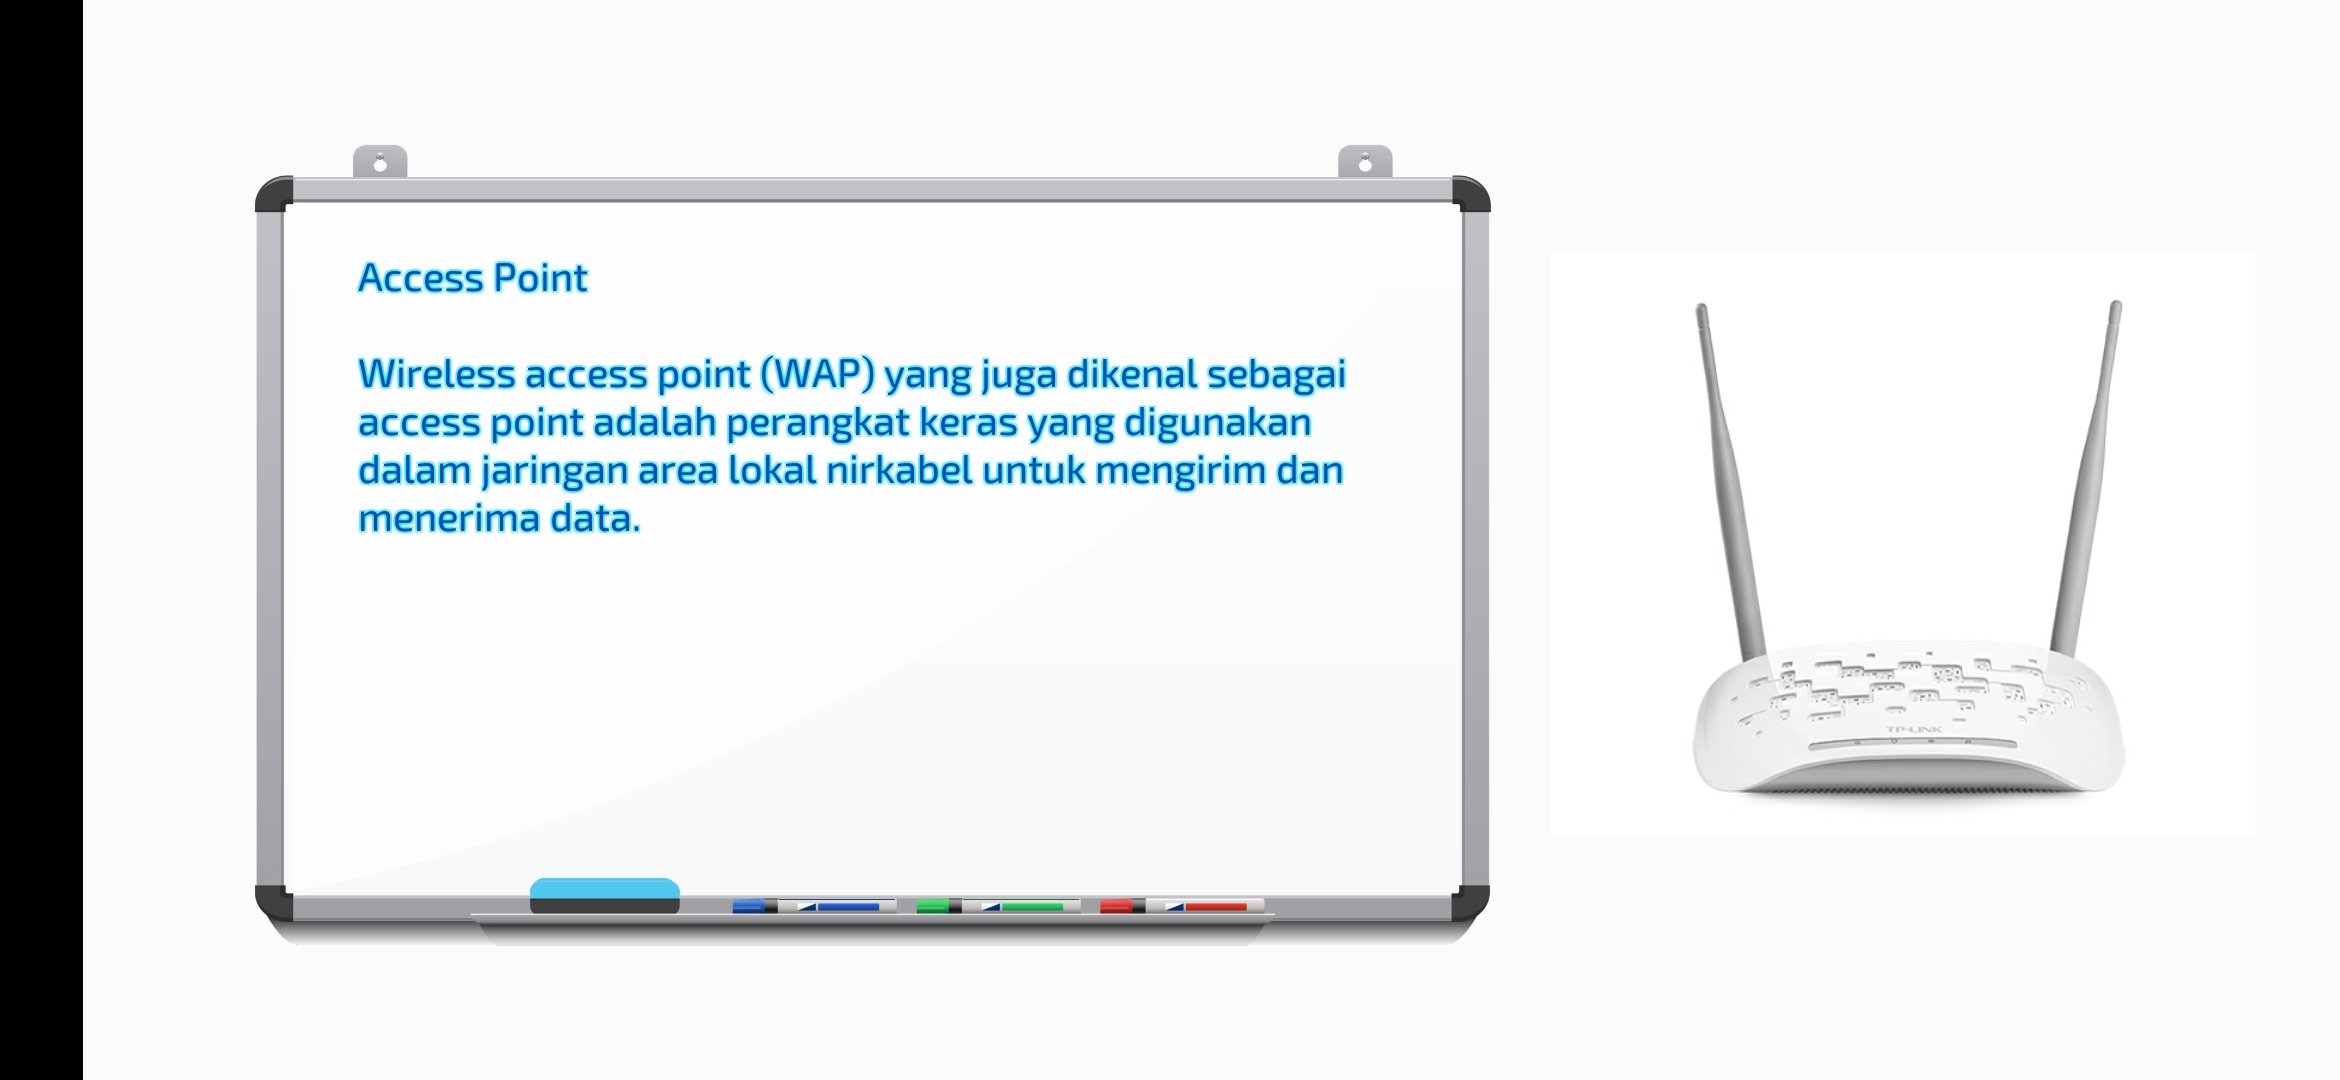 Access Point
Wireless access point (WAP) yang juga dikenal sebagai
access point adalah perangkat keras yang digunakan
dalam jaringan area lokal nirkabel untuk mengirim dan
menerima data.
TP-LINK